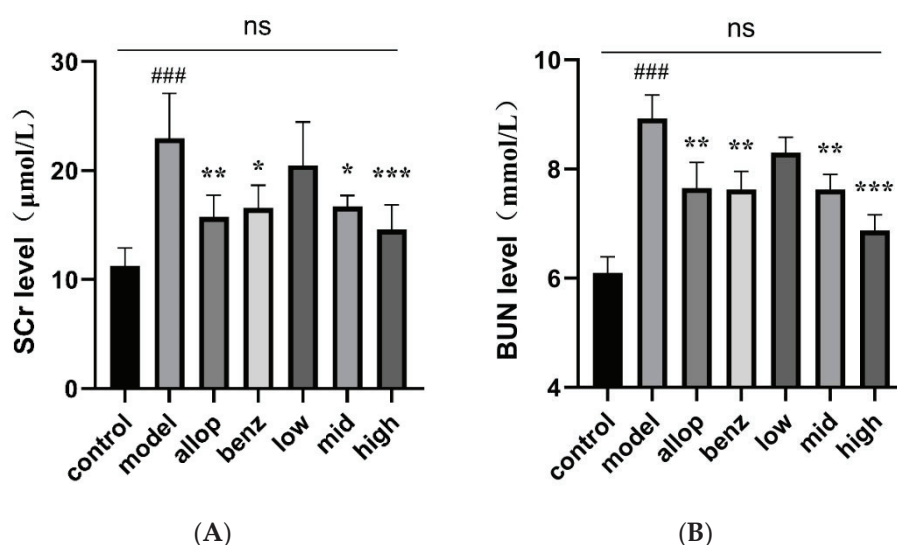 ns
30
20
10
0
SCr level（μmol/L）
###
**
*
*
***
control
model
allop
benz
low
mid
high
(A)
ns
10
8
6
4
BUN level（mmol/L）
###
**
**
**
***
control
model
allop
benz
low
mid
high
(B)